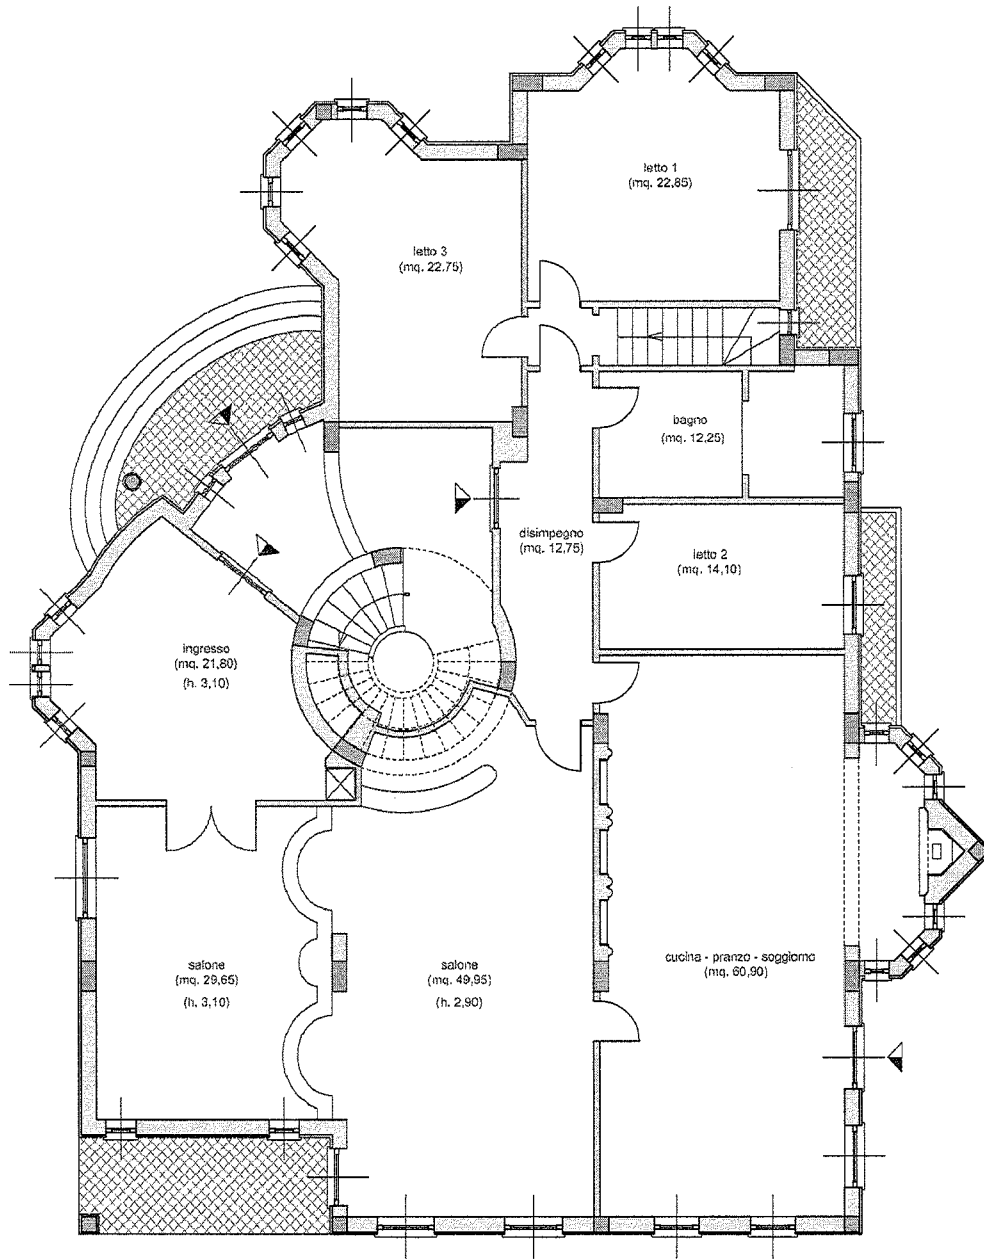 letto 1
(mq. 22,85)
letto 3
(mq. 22,75)
bagno
(mq. 12,25)
disimpegno
(mq. 12,75)
letto 2
(mq. 14,10)
ingresso
(mq. 21,80)
(h. 3,10)
salone
(mq. 29,65)
(h. 3,10)
salone
(mq. 49,95)
(h. 2,90)
cucina - pranzo - soggiorno
(mq. 60,90)